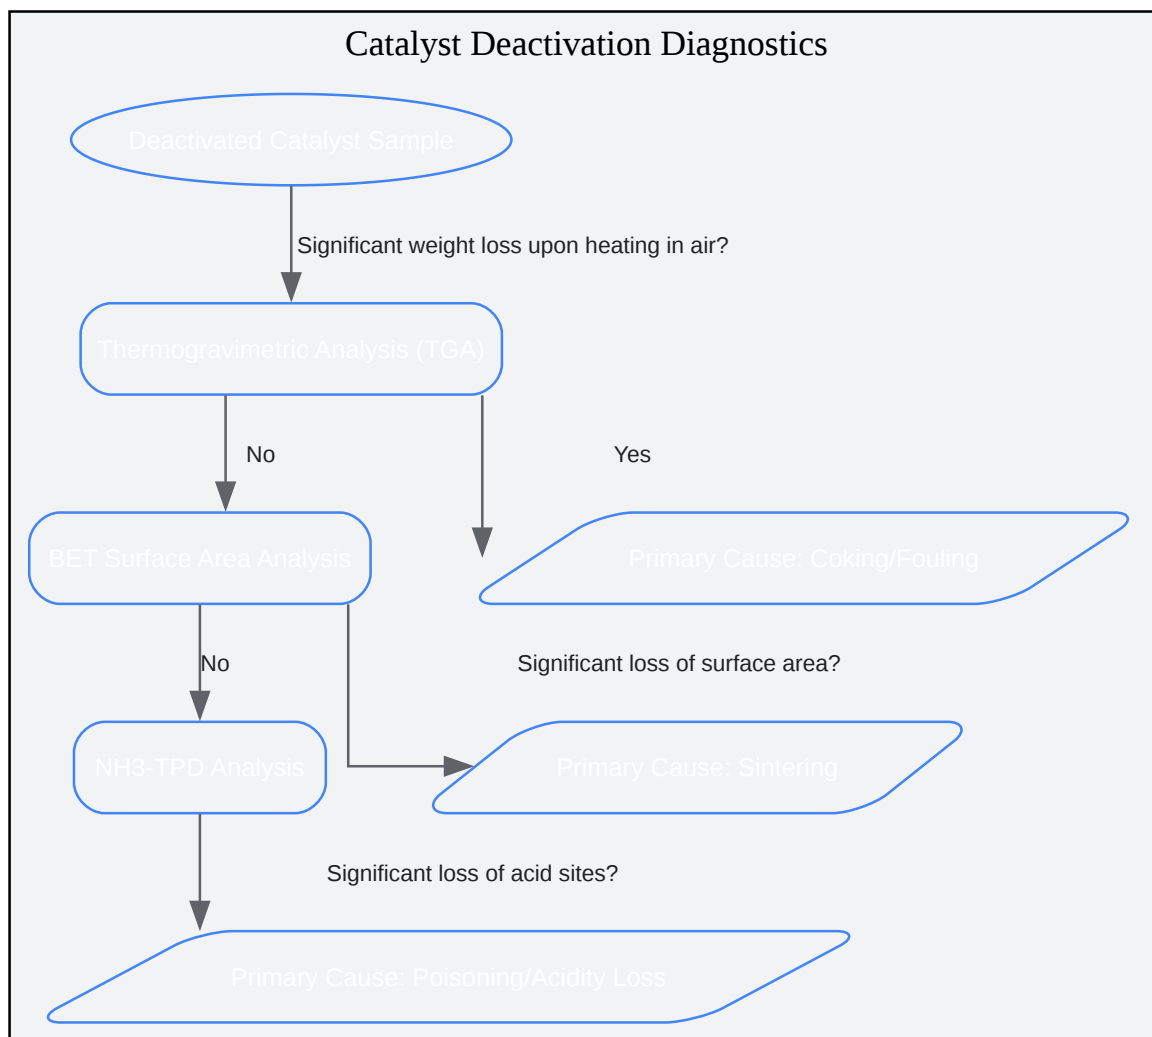 Catalyst Deactivation Diagnostics
Deactivated Catalyst Sample
Significant weight loss upon heating in air?
Thermogravimetric Analysis (TGA)
No
Yes
BET Surface Area Analysis
Primary Cause: Coking/Fouling
No
Significant loss of surface area?
NH3-TPD Analysis
Primary Cause: Sintering
Significant loss of acid sites?
Primary Cause: Poisoning/Acidity Loss